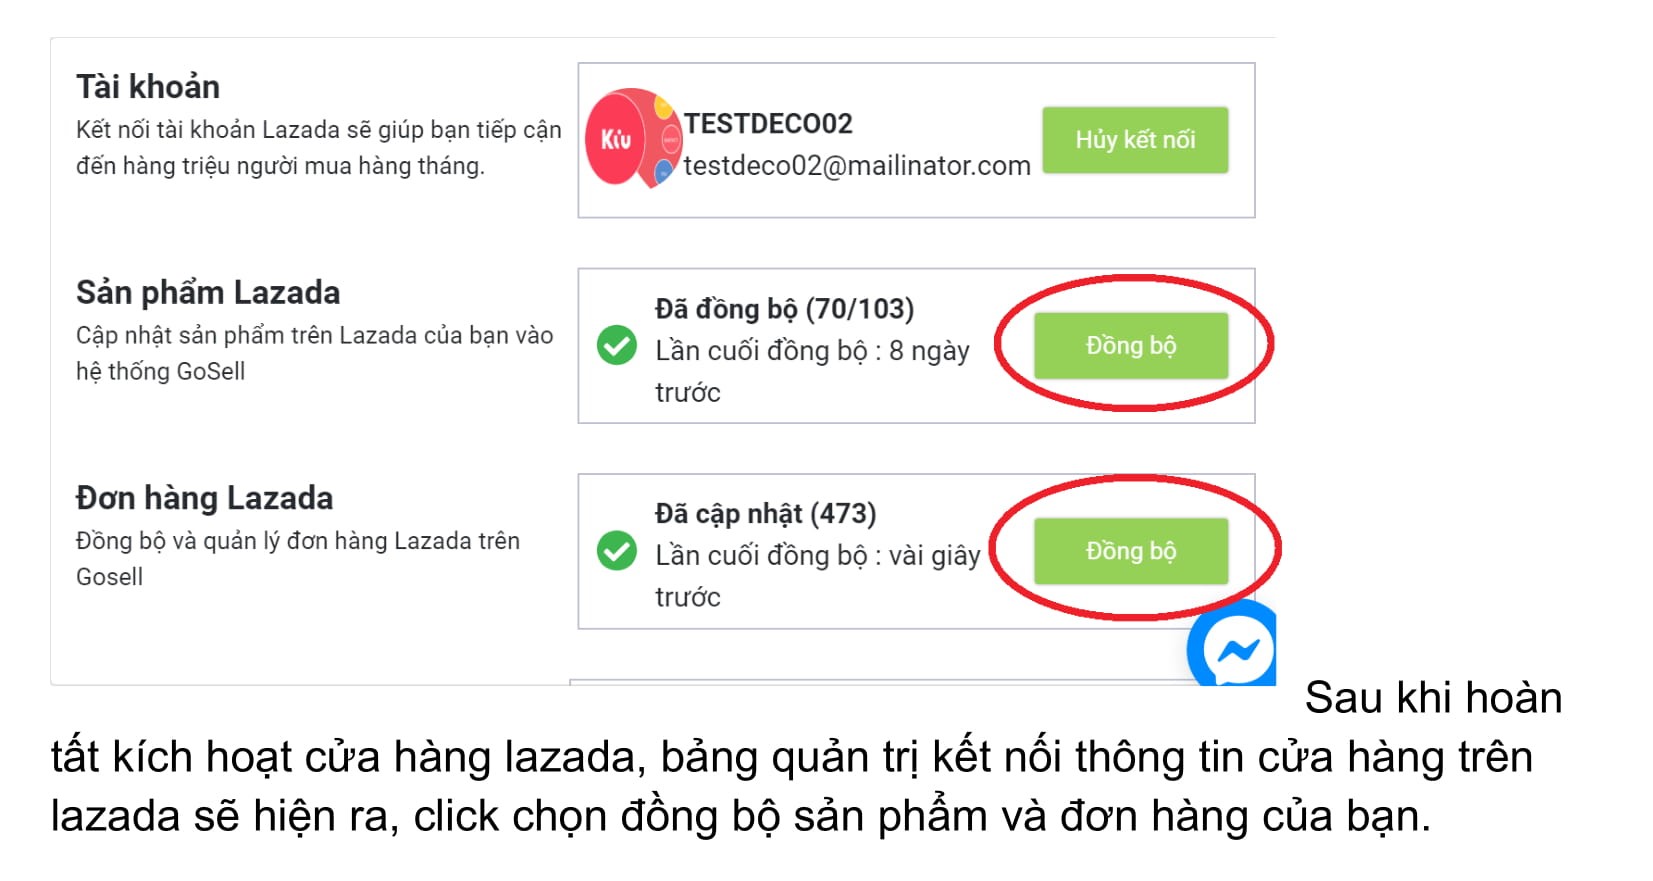 Tài khoản
Kết nối tài khoản Lazada sẽ giúp bạn tiếp cận
đến hàng triệu người mua hàng tháng.
Kíu
TESTDECO02
testdeco02@mailinator.com
Hủy kết nối
Sản phẩm Lazada
Cập nhật sản phẩm trên Lazada của bạn vào
hệ thống GoSell
Đã đồng bộ (70/103)
Lần cuối đồng bộ : 8 ngày
trước
Đồng bộ
Đơn hàng Lazada
Đồng bộ và quản lý đơn hàng Lazada trên
Gosell
Đã cập nhật (473)
Lần cuối đồng bộ : vài giây
trước
Đồng bộ
Sau khi hoàn
tất kích hoạt cửa hàng lazada, bảng quản trị kết nối thông tin cửa hàng trên
lazada sẽ hiện ra, click chọn đồng bộ sản phẩm và đơn hàng của bạn.